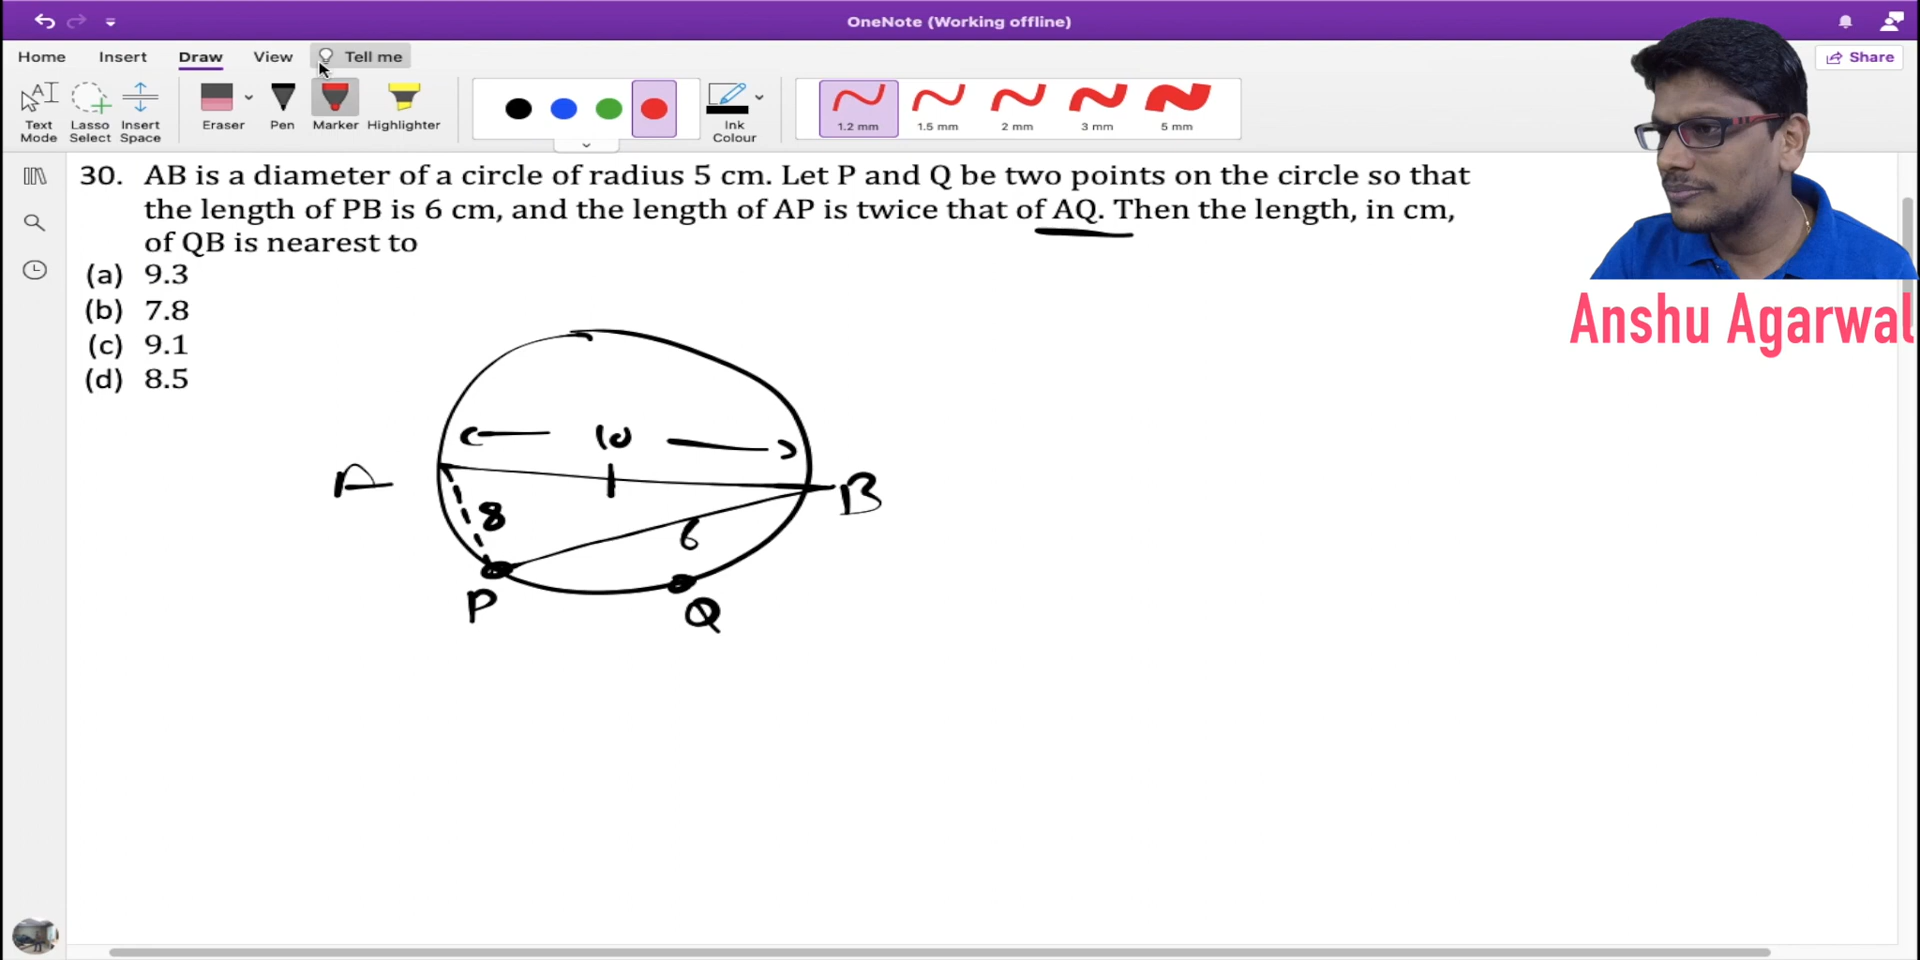 OneNote (Working offline)
Home Insert Draw View Tell me
Share
Text Mode
Lasso Select
Insert Space
Eraser
Pen
Marker
Highlighter
Ink Colour
1.2 mm
1.5 mm
2 mm
3 mm
5 mm
30. AB is a diameter of a circle of radius 5 cm. Let P and Q be two points on the circle so that
the length of PB is 6 cm, and the length of AP is twice that of AQ. Then the length, in cm,
of QB is nearest to
(a) 9.3
(b) 7.8
(c) 9.1
(d) 8.5
Anshu Agarwal
10
A
B
8
6
P
Q